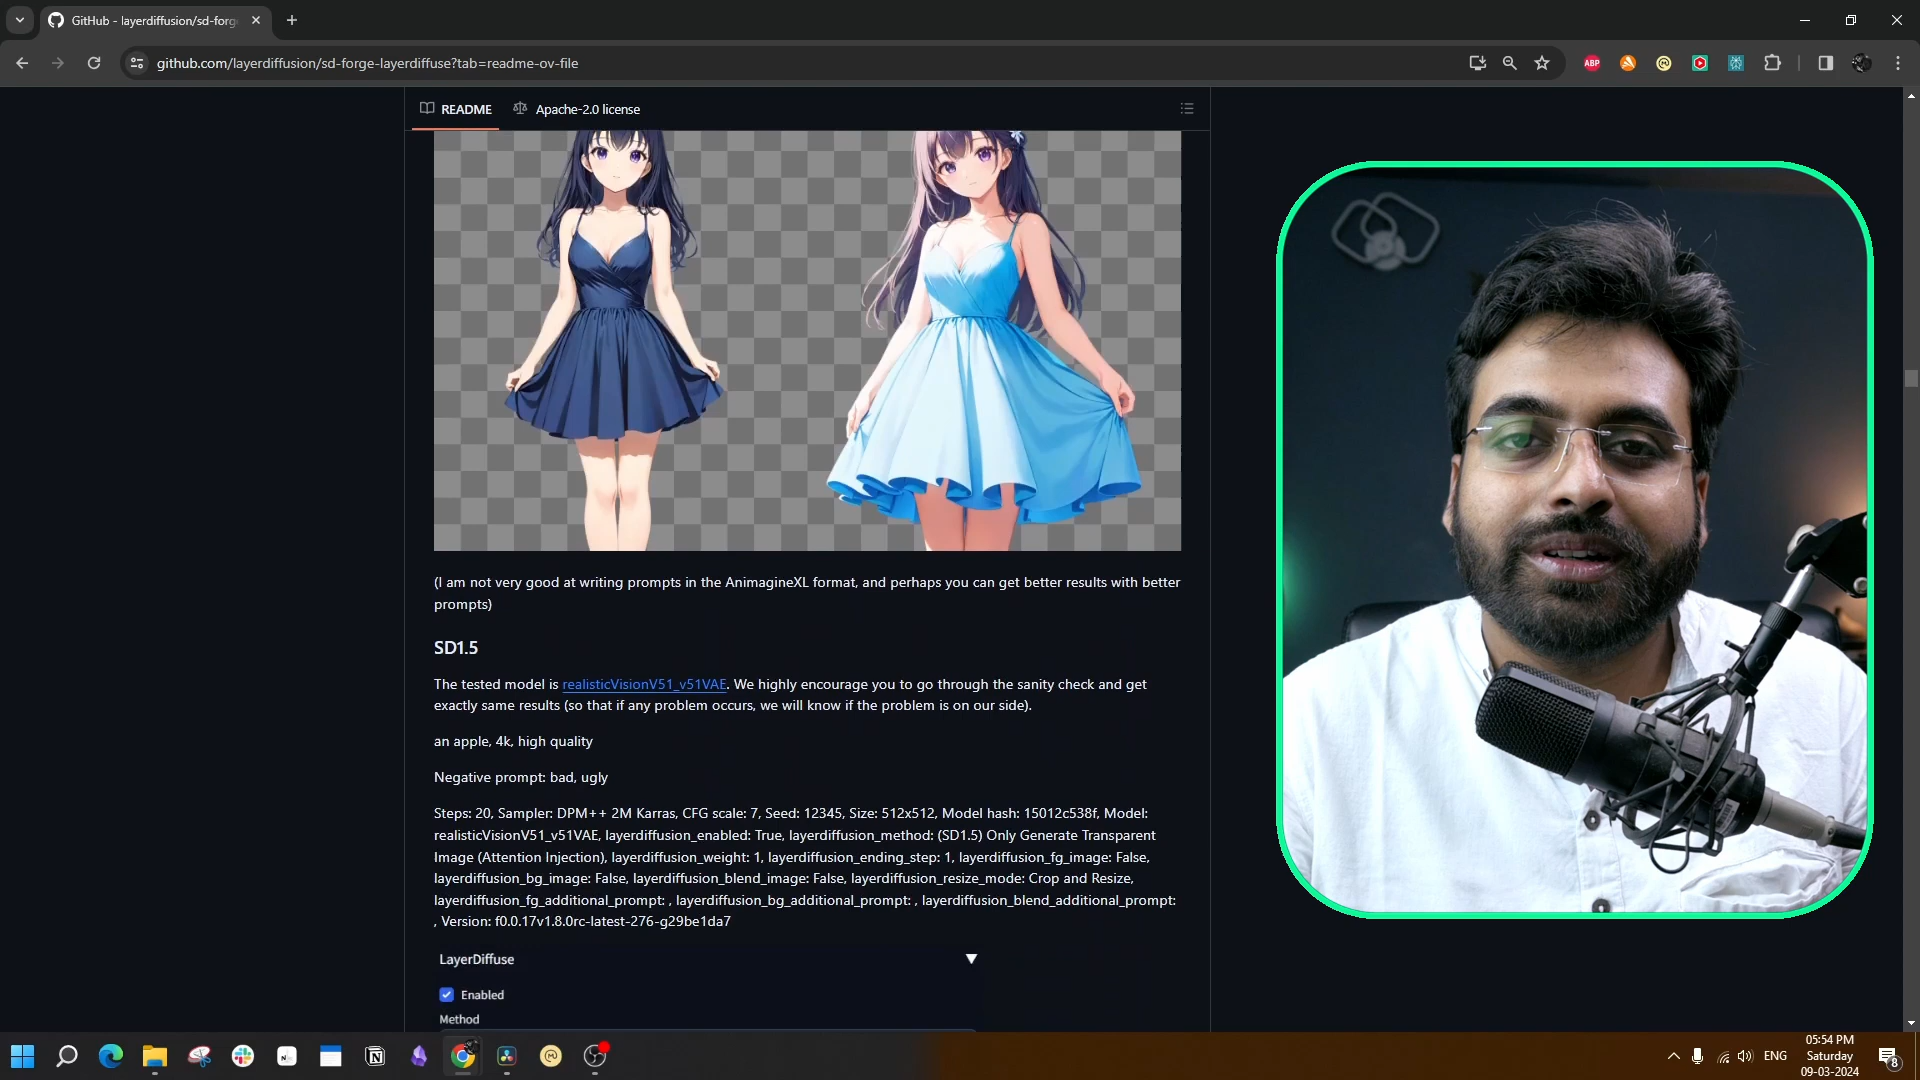 GitHub - layerdiffusion/sd-forg
github.com/layerdiffusion/sd-forge-layerdiffuse?tab=readme-ov-file
ABP
README
Apache-2.0 license
(I am not very good at writing prompts in the AnimagineXL format, and perhaps you can get better results with better
prompts)
SD1.5
The tested model is realisticVisionV51_v51VAE. We highly encourage you to go through the sanity check and get
exactly same results (so that if any problem occurs, we will know if the problem is on our side).
an apple, 4k, high quality
Negative prompt: bad, ugly
Steps: 20, Sampler: DPM++ 2M Karras, CFG scale: 7, Seed: 12345, Size: 512x512, Model hash: 15012c538f, Model:
realisticVisionV51_v51VAE, layerdiffusion_enabled: True, layerdiffusion_method: (SD1.5) Only Generate Transparent
Image (Attention Injection), layerdiffusion_weight: 1, layerdiffusion_ending_step: 1, layerdiffusion_fg_image: False,
layerdiffusion_bg_image: False, layerdiffusion_blend_image: False, layerdiffusion_resize_mode: Crop and Resize,
layerdiffusion_fg_additional_prompt: , layerdiffusion_bg_additional_prompt: , layerdiffusion_blend_additional_prompt:
, Version: f0.0.17v1.8.0rc-latest-276-g29be1da7
LayerDiffuse
Enabled
Method
ENG
05:54 PM
Saturday
09-03-2024
8